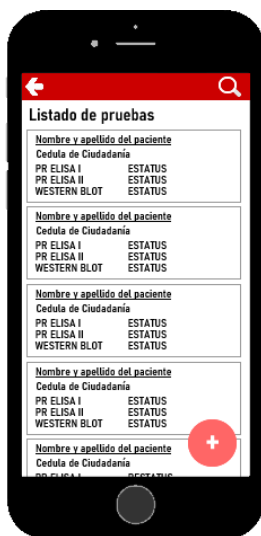 Listado de pruebas
Nombre y apellido del paciente
Cedula de Ciudadanía
PR ELISA I ESTATUS
PR ELISA II ESTATUS
WESTERN BLOT ESTATUS
Nombre y apellido del paciente
Cedula de Ciudadanía
PR ELISA I ESTATUS
PR ELISA II ESTATUS
WESTERN BLOT ESTATUS
Nombre y apellido del paciente
Cedula de Ciudadanía
PR ELISA I ESTATUS
PR ELISA II ESTATUS
WESTERN BLOT ESTATUS
Nombre y apellido del paciente
Cedula de Ciudadanía
PR ELISA I ESTATUS
PR ELISA II ESTATUS
WESTERN BLOT ESTATUS
Nombre y apellido del paciente
Cedula de Ciudadanía